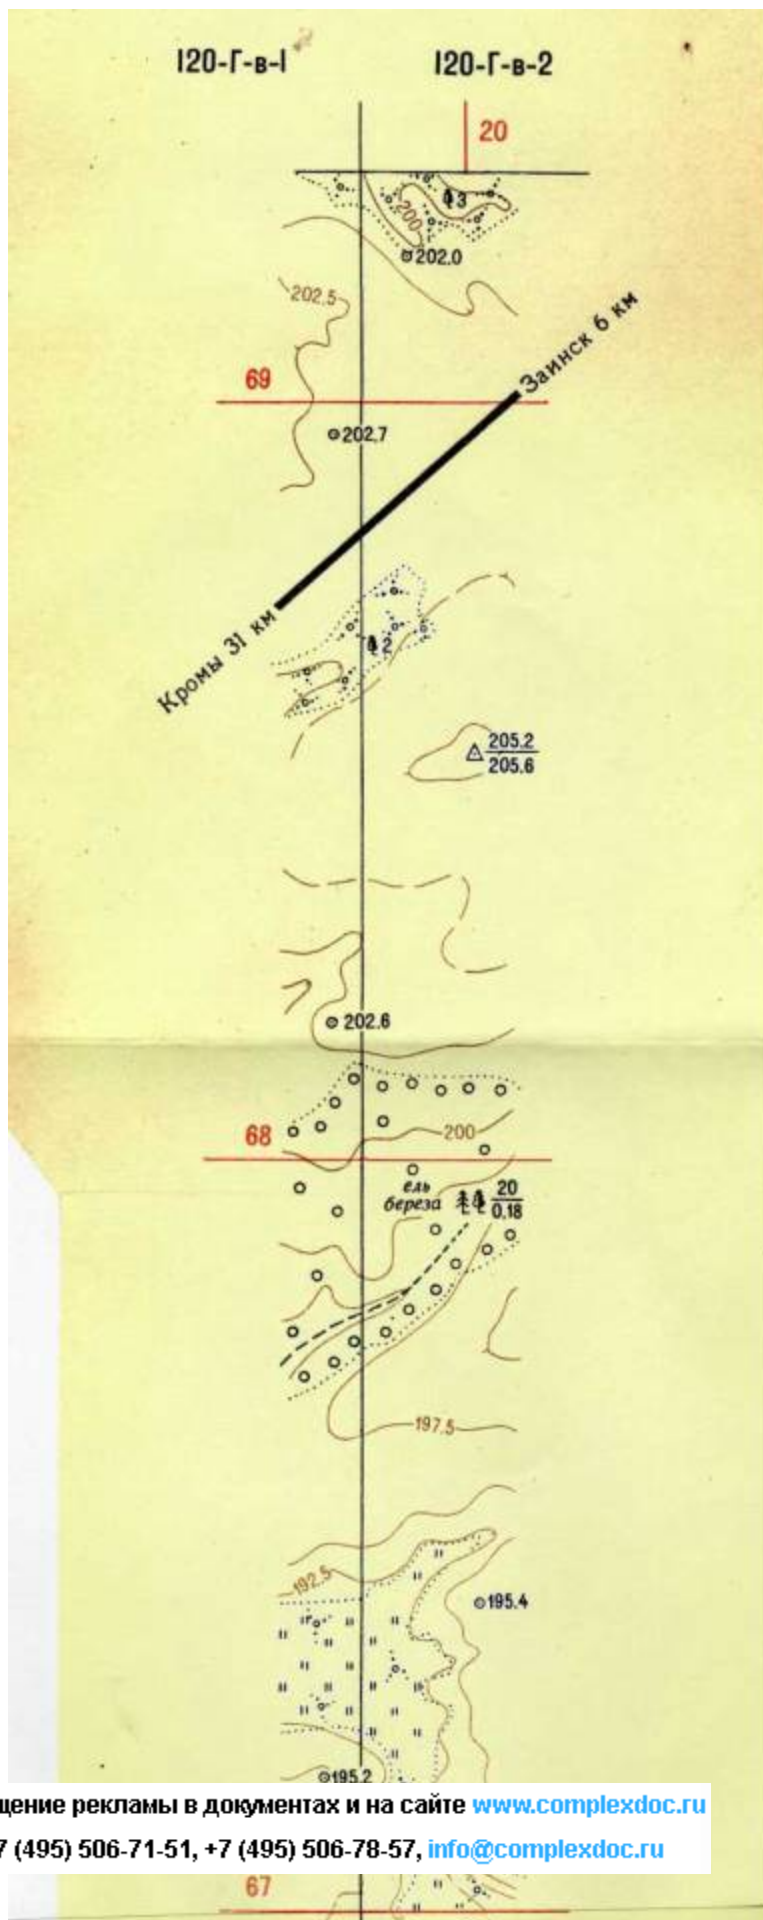 120-Г-в-1 120-Г-в-2
20
3
200
202.0
202.5
Заинск 6 км
69
202.7
Кромы 31 км
2
205.2
205.6
202.6
68
200
ель
береза
20
0.18
197.5
192.5
195.4
195.2
щение рекламы в документах и на сайте www.complexdoc.ru
7 (495) 506-71-51, +7 (495) 506-78-57, info@complexdoc.ru
67